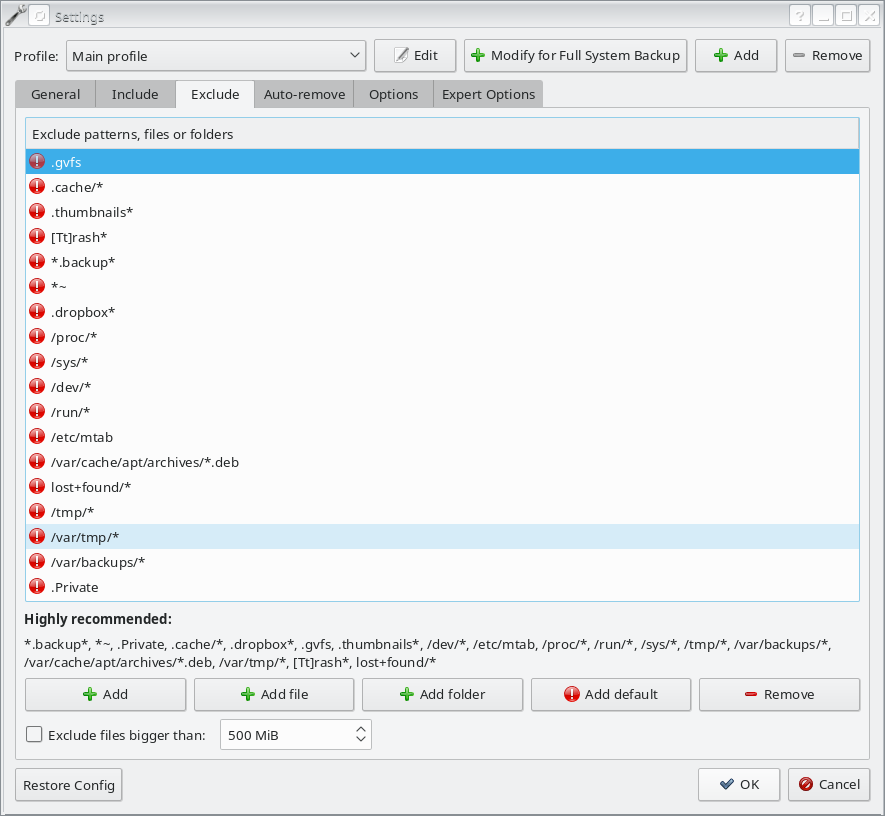 Settings
Profile: Main profile Edit Modify for Full System Backup Add Remove
General Include Exclude Auto-remove Options Expert Options
Exclude patterns, files or folders
.gvfs
.cache/*
.thumbnails*
[Tt]rash*
*.backup*
*~
.dropbox*
/proc/*
/sys/*
/dev/*
/run/*
/etc/mtab
/var/cache/apt/archives/*.deb
lost+found/*
/tmp/*
/var/tmp/*
/var/backups/*
.Private
Highly recommended:
*.backup*, *~, .Private, .cache/*, .dropbox*, .gvfs, .thumbnails*, /dev/*, /etc/mtab, /proc/*, /run/*, /sys/*, /tmp/*, /var/backups/*,
/var/cache/apt/archives/*.deb, /var/tmp/*, [Tt]rash*, lost+found/*
Add Add file Add folder Add default Remove
Exclude files bigger than: 500 MiB
Restore Config OK Cancel